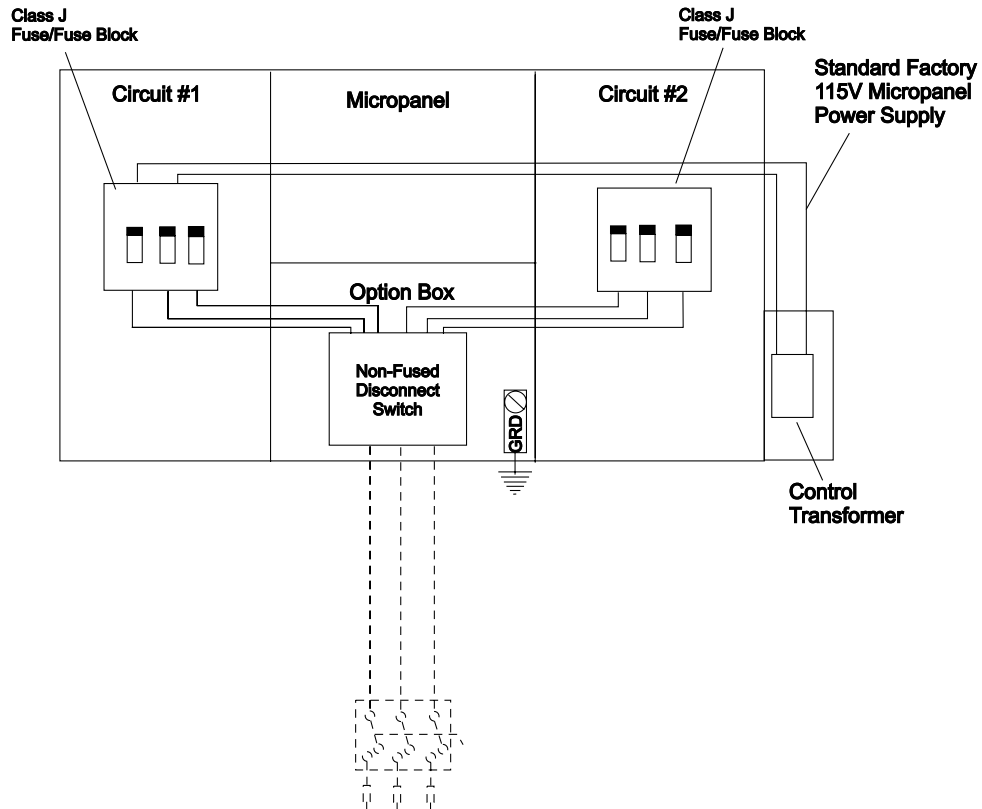 Class J
Fuse/Fuse Block
Class J
Fuse/Fuse Block
Standard Factory
115V Micropanel
Power Supply
Circuit #1
Micropanel
Circuit #2
Option Box
Non-Fused
Disconnect
Switch
GRD
Control
Transformer